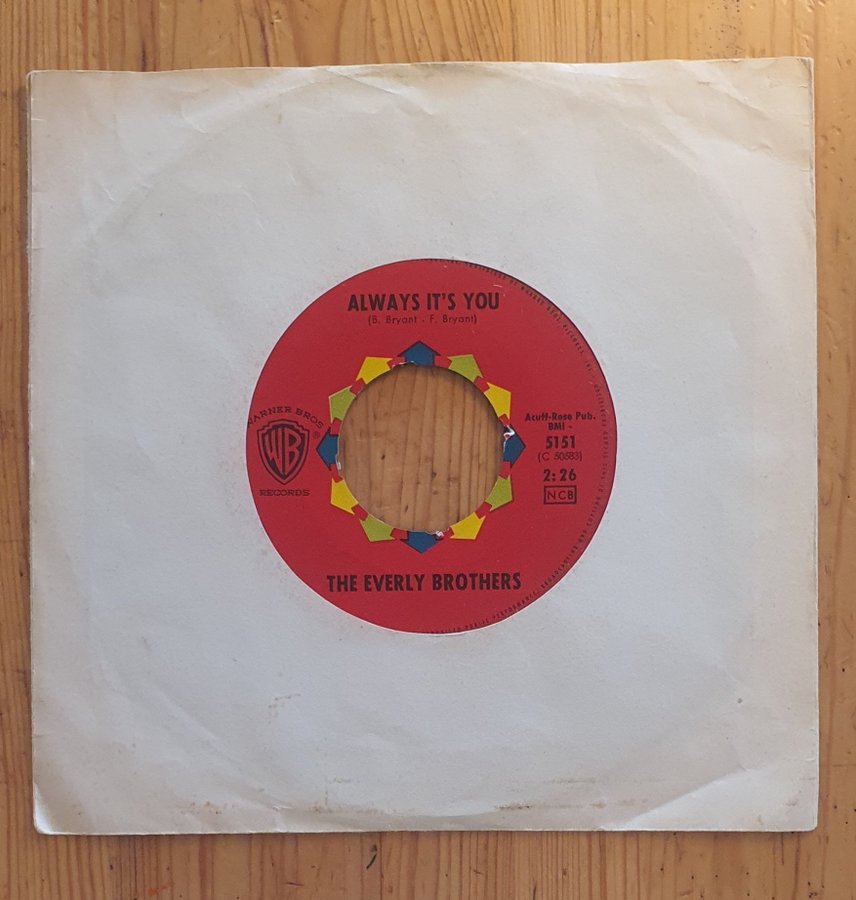 ALWAYS IT'S YOU
(B. Bryant - F. Bryant)
WARNER BROS
WB
®
RECORDS
Acuff-Rose Pub.
BMI -
5151
(C 50583)
2:26
NCB
THE EVERLY BROTHERS